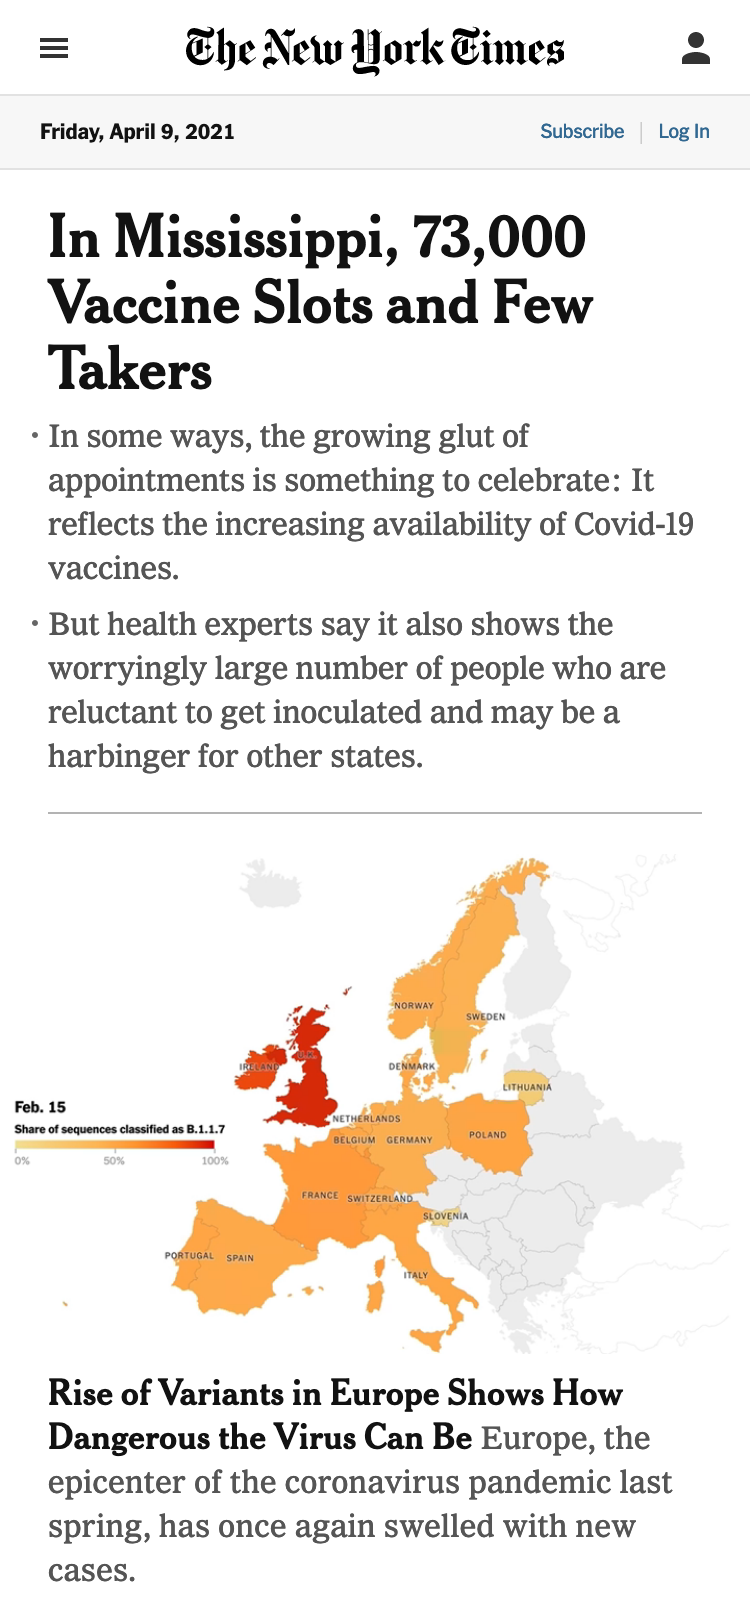 The New York Times
Friday, April 9, 2021
Subscribe
Log In
In Mississippi, 73,000
Vaccine Slots and Few
Takers
• In some ways, the growing glut of
appointments is something to celebrate: It
reflects the increasing availability of Covid-19
vaccines.
• But health experts say it also shows the
worryingly large number of people who are
reluctant to get inoculated and may be a
harbinger for other states.
NORWAY
SWEDEN
U.K.
IRELAND
DENMARK
LITHUANIA
Feb. 15
Share of sequences classified as B.1.1.7
0%
50%
100%
NETHERLANDS
BELGIUM
GERMANY
POLAND
FRANCE
SWITZERLAND
SLOVENIA
PORTUGAL
SPAIN
ITALY
Rise of Variants in Europe Shows How
Dangerous the Virus Can Be Europe, the
epicenter of the coronavirus pandemic last
spring, has once again swelled with new
cases.